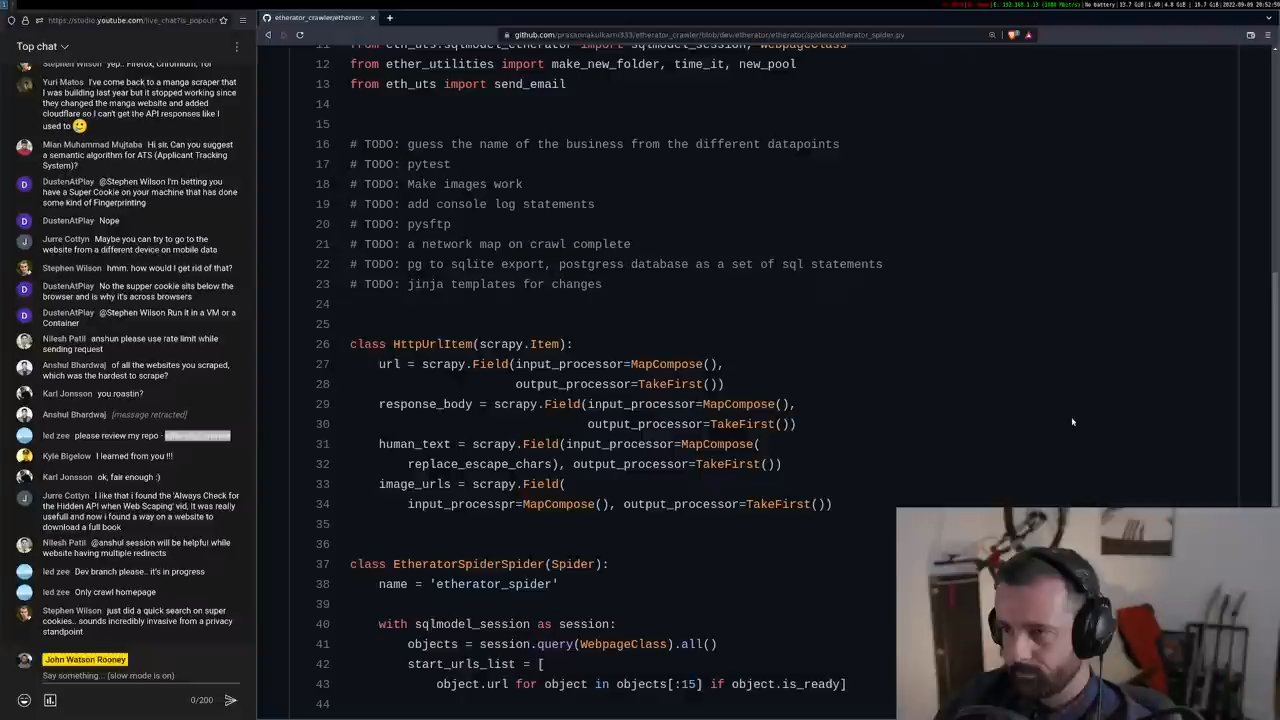 https://studio.youtube.com/live_chat?is_popout=
etherator_crawler/etherator
github.com/prasannakulkarni333/etherator_crawler/blob/dev/etherator/etherator/spiders/etherator_spider.py
No battery
2022-09-09
Top chat
Stephen Wilson yep.. Firefox, Chromium, Tor
Yuri Matos I've come back to a manga scraper that
I was building last year but it stopped working since
they changed the manga website and added
cloudflare so I can't get the API responses like I
used to
Mian Muhammad Mujtaba Hi sir, Can you suggest
a semantic algorithm for ATS (Applicant Tracking
System)?
DustenAtPlay @Stephen Wilson I'm betting you
have a Super Cookie on your machine that has done
some kind of Fingerprinting
DustenAtPlay Nope
Jurre Cottyn Maybe you can try to go to the
website from a different device on mobile data
Stephen Wilson hmm. how would I get rid of that?
DustenAtPlay No the supper cookie sits below the
browser and is why it's across browsers
DustenAtPlay @Stephen Wilson Run it in a VM or a
Container
Nilesh Patil anshun please use rate limit while
sending request
Anshul Bhardwaj of all the websites you scraped,
which was the hardest to scrape?
Karl Jonsson you roastin?
Anshul Bhardwaj [message retracted]
led zee please review my repo -
Kyle Bigelow I learned from you !!!
Karl Jonsson ok, fair enough :)
Jurre Cottyn I like that i found the 'Always Check for
the Hidden API when Web Scaping' vid, It was really
usefull and now i found a way on a website to
download a full book
Nilesh Patil @anshul session will be helpful while
website having multiple redirects
led zee Dev branch please.. it's in progress
led zee Only crawl homepage
Stephen Wilson just did a quick search on super
cookies.. sounds incredibly invasive from a privacy
standpoint
John Watson Rooney
Say something... (slow mode is on)
0/200
11 from eth_uts.sqlmodel_etherator import sqlmodel_session, WebpageClass
12 from ether_utilities import make_new_folder, time_it, new_pool
13 from eth_uts import send_email
14
15
16 # TODO: guess the name of the business from the different datapoints
17 # TODO: pytest
18 # TODO: Make images work
19 # TODO: add console log statements
20 # TODO: pysftp
21 # TODO: a network map on crawl complete
22 # TODO: pg to sqlite export, postgress database as a set of sql statements
23 # TODO: jinja templates for changes
24
25
26 class HttpUrlItem(scrapy.Item):
27 url = scrapy.Field(input_processor=MapCompose(),
28 output_processor=TakeFirst())
29 response_body = scrapy.Field(input_processor=MapCompose(),
30 output_processor=TakeFirst())
31 human_text = scrapy.Field(input_processor=MapCompose(
32 replace_escape_chars), output_processor=TakeFirst())
33 image_urls = scrapy.Field(
34 input_processpr=MapCompose(), output_processor=TakeFirst())
35
36
37 class EtheratorSpiderSpider(Spider):
38 name = 'etherator_spider'
39
40 with sqlmodel_session as session:
41 objects = session.query(WebpageClass).all()
42 start_urls_list = [
43 object.url for object in objects[:15] if object.is_ready]
44